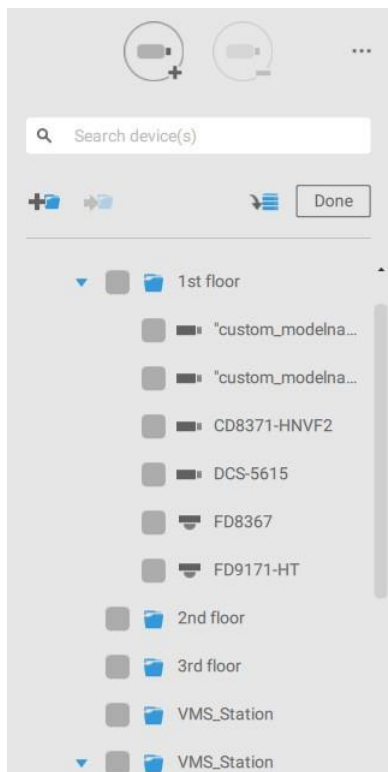 Search device(s)
Done
1st floor
"custom_modelna...
"custom_modelna...
CD8371-HNVF2
DCS-5615
FD8367
FD9171-HT
2nd floor
3rd floor
VMS_Station
VMS_Station